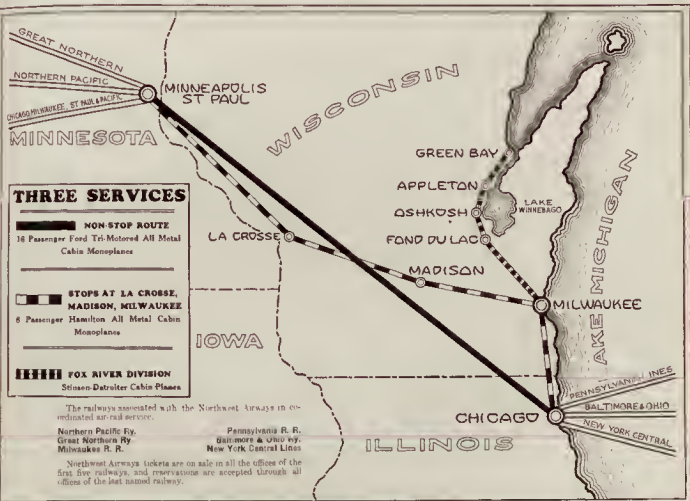 GREAT NORTHERN
NORTHERN PACIFIC
CHICAGO, MILWAUKEE, ST PAUL & PACIFIC
MINNESOTA
MINNEAPOLIS
ST PAUL
WISCONSIN
GREEN BAY
APPLETON
OSHKOSH
LAKE
WINNEBAGO
FOND DU LAC
LA CROSSE
MADISON
MILWAUKEE
LAKE MICHIGAN
IOWA
CHICAGO
ILLINOIS
PENNSYLVANIA LINES
BALTIMORE & OHIO
NEW YORK CENTRAL
THREE SERVICES
NON-STOP ROUTE
16 Passenger Ford Tri-Motored All Metal
Cabin Monoplanes
STOPS AT LA CROSSE,
MADISON, MILWAUKEE
6 Passenger Hamilton All Metal Cabin
Monoplanes
FOX RIVER DIVISION
Stinson-Detroiter Cabin Planes
The railways associated with the Northwest Airways in co-
ordinated air-rail service.
Northern Pacific Ry. Pennsylvania R. R.
Great Northern Ry Baltimore & Ohio Ry.
Milwaukee R. R. New York Central Lines
Northwest Airways tickets are on sale in all the offices of the
first five railways, and reservations are accepted through all
offices of the last named railway.